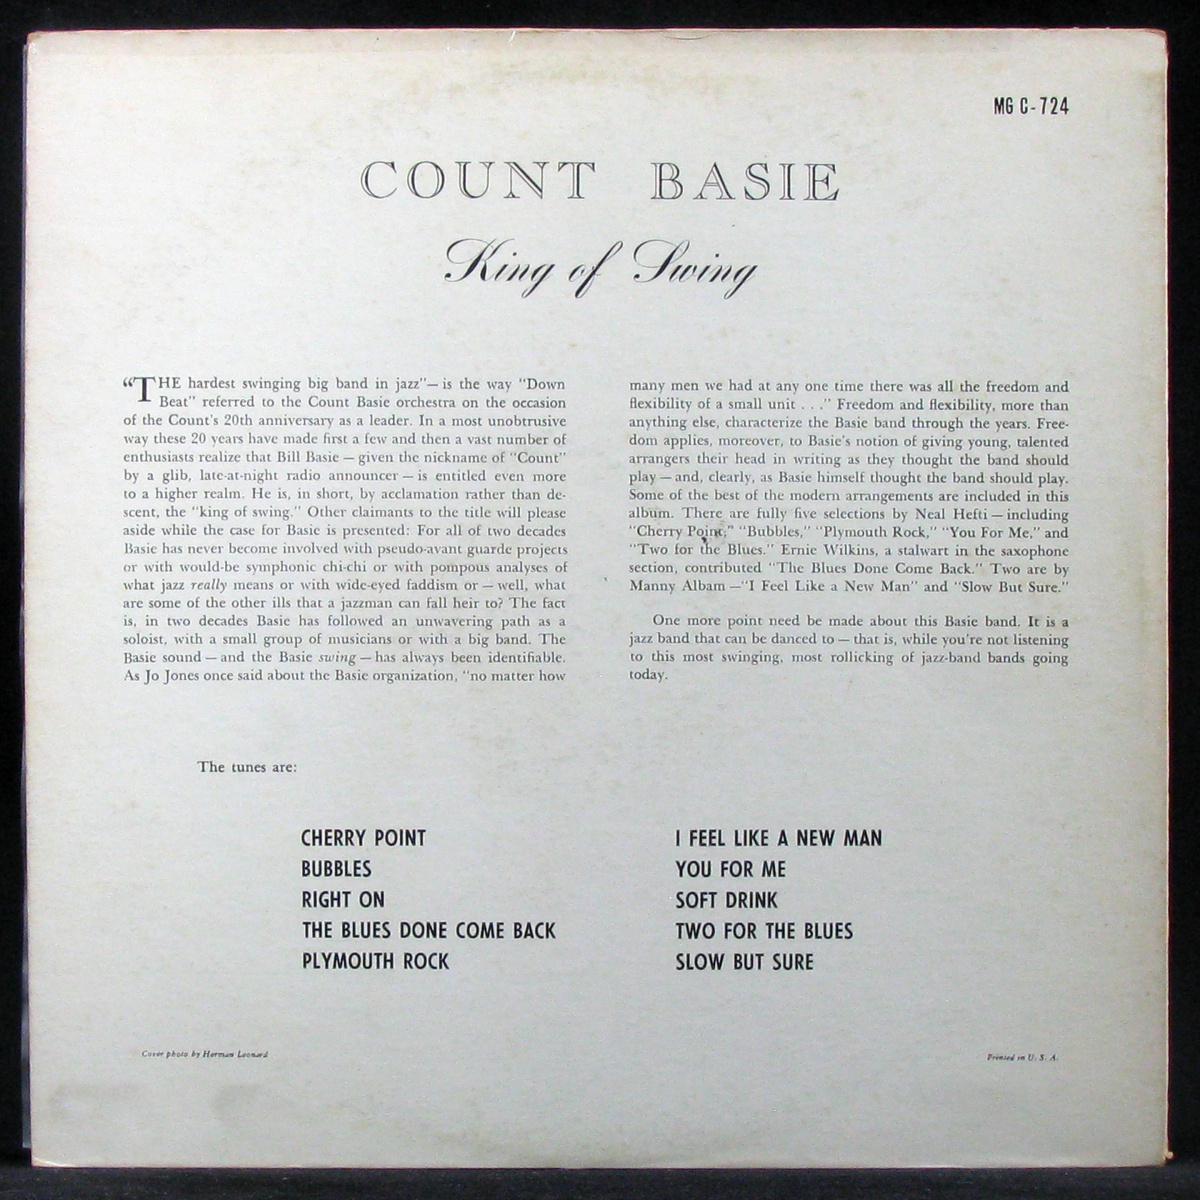 MG C-724
COUNT BASIE
King of Swing
“THE hardest swinging big band in jazz”—is the way “Down
Beat” referred to the Count Basie orchestra on the occasion
of the Count's 20th anniversary as a leader. In a most unobtrusive
way these 20 years have made first a few and then a vast number of
enthusiasts realize that Bill Basie — given the nickname of “Count”
by a glib, late-at-night radio announcer — is entitled even more
to a higher realm. He is, in short, by acclamation rather than de-
scent, the “king of swing.” Other claimants to the title will please
aside while the case for Basie is presented: For all of two decades
Basie has never become involved with pseudo-avant guarde projects
or with would-be symphonic chi-chi or with pompous analyses of
what jazz really means or with wide-eyed faddism or — well, what
are some of the other ills that a jazzman can fall heir to? The fact
is, in two decades Basie has followed an unwavering path as a
soloist, with a small group of musicians or with a big band. The
Basie sound — and the Basie swing — has always been identifiable.
As Jo Jones once said about the Basie organization, “no matter how
many men we had at any one time there was all the freedom and
flexibility of a small unit . . .” Freedom and flexibility, more than
anything else, characterize the Basie band through the years. Free-
dom applies, moreover, to Basie's notion of giving young, talented
arrangers their head in writing as they thought the band should
play — and, clearly, as Basie himself thought the band should play.
Some of the best of the modern arrangements are included in this
album. There are fully five selections by Neal Hefti — including
“Cherry Point,” “Bubbles,” “Plymouth Rock,” “You For Me,” and
“Two for the Blues.” Ernie Wilkins, a stalwart in the saxophone
section, contributed “The Blues Done Come Back.” Two are by
Manny Albam —“I Feel Like a New Man” and “Slow But Sure.”
One more point need be made about this Basie band. It is a
jazz band that can be danced to — that is, while you're not listening
to this most swinging, most rollicking of jazz-band bands going
today.
The tunes are:
CHERRY POINT
BUBBLES
RIGHT ON
THE BLUES DONE COME BACK
PLYMOUTH ROCK
I FEEL LIKE A NEW MAN
YOU FOR ME
SOFT DRINK
TWO FOR THE BLUES
SLOW BUT SURE
Cover photo by Herman Leonard
Printed in U. S. A.